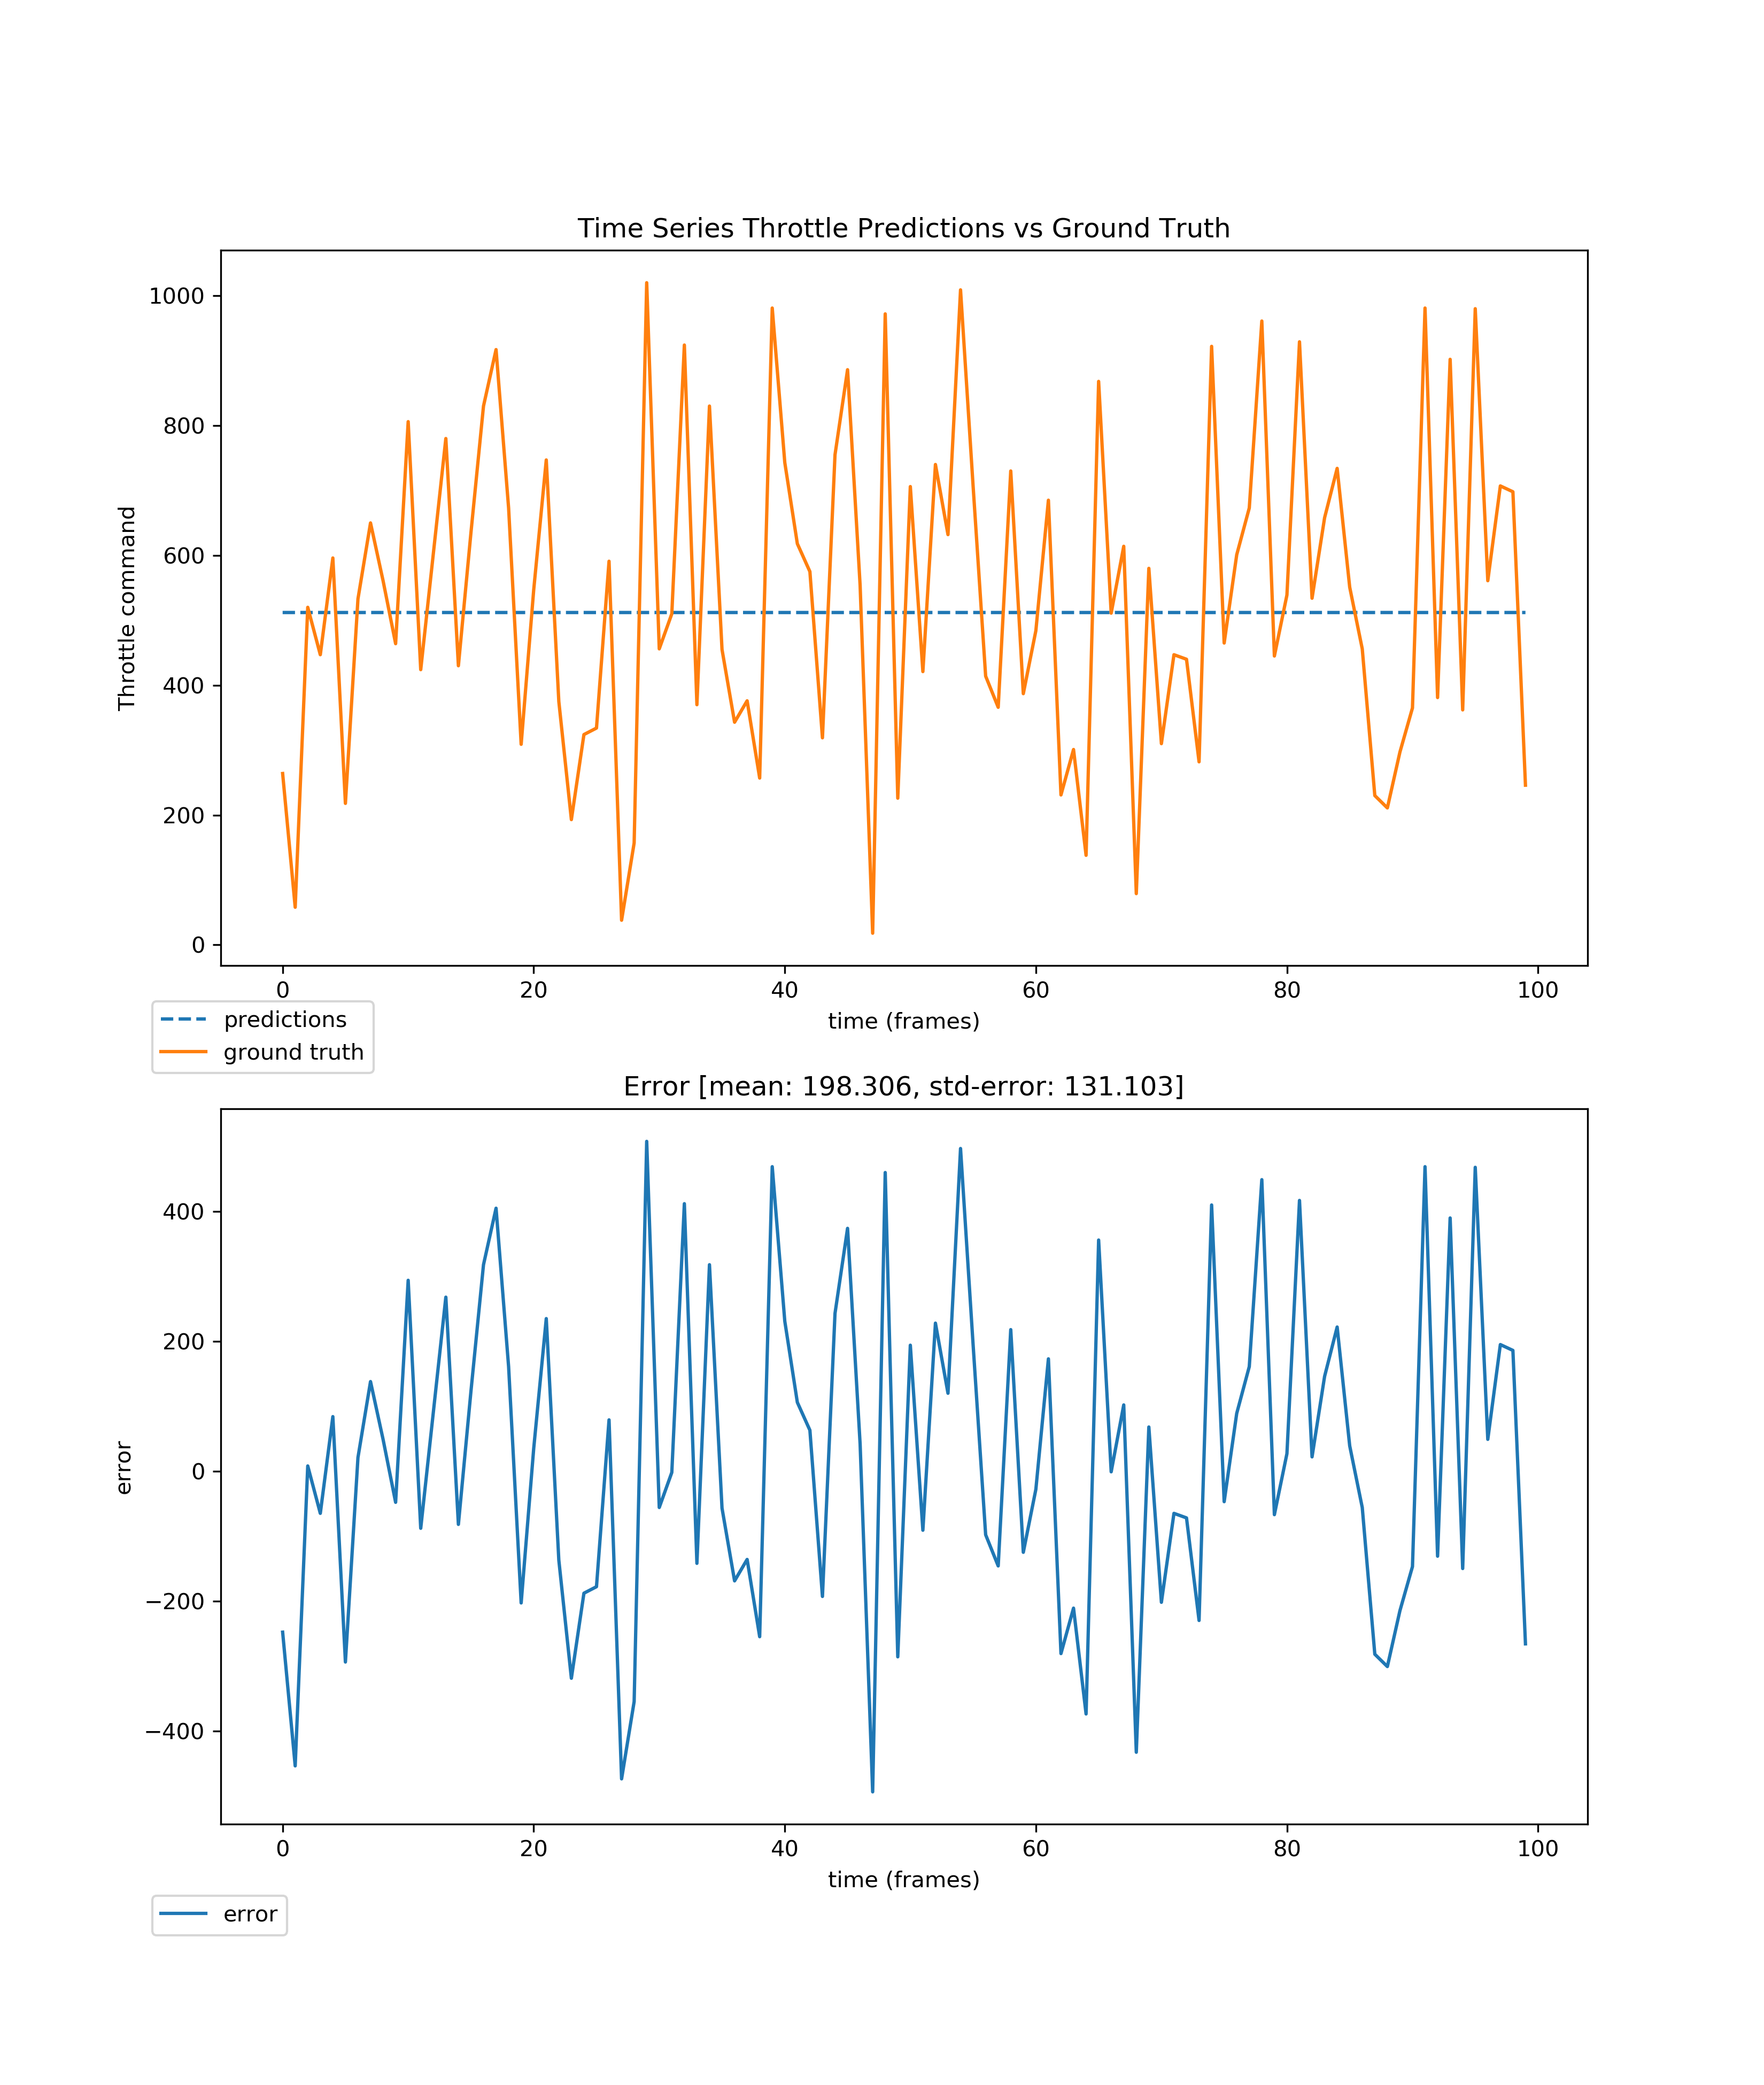 Time Series Throttle Predictions vs Ground Truth
1000
800
600
400
200
0
Throttle command
0 20 40 60 80 100
time (frames)
predictions
ground truth
Error [mean: 198.306, std-error: 131.103]
400
200
0
−200
−400
error
0 20 40 60 80 100
time (frames)
error